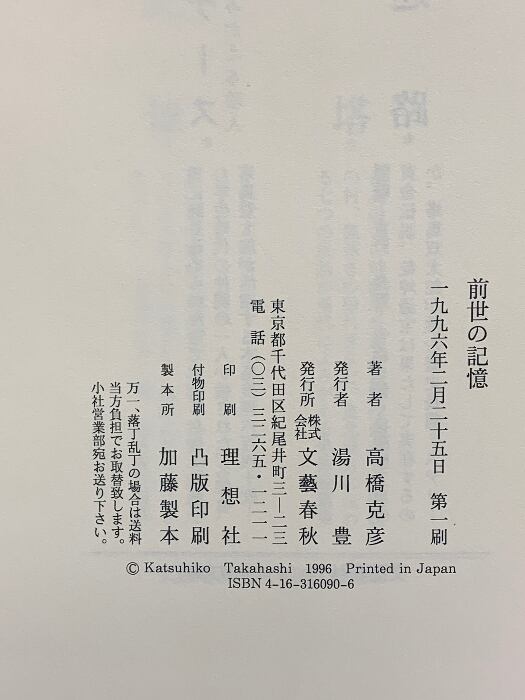 前世の記憶
一九九六年二月二十五日 第一刷
著者 高橋克彦
発行者 湯川豊
発行所 株式会社 文藝春秋
東京都千代田区紀尾井町三―二三
電話(〇三)三二六五・一二一一
印刷 理想社
付物印刷 凸版印刷
製本所 加藤製本
万一、落丁乱丁の場合は送料
当方負担でお取替致します。
小社営業部宛お送り下さい。
© Katsuhiko Takahashi 1996 Printed in Japan
ISBN 4-16-316090-6